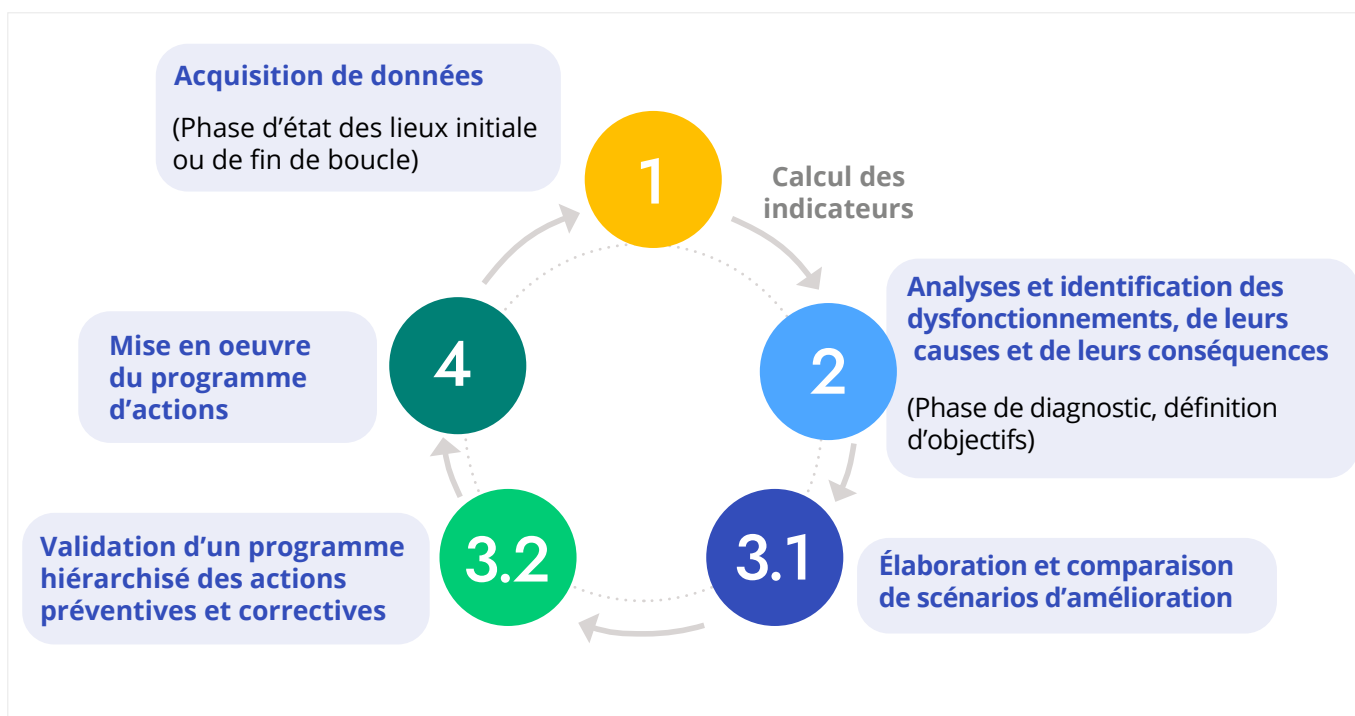 Acquisition de données
(Phase d’état des lieux initiale
ou de fin de boucle)
1
Calcul des
indicateurs
2
Analyses et identification des
dysfonctionnements, de leurs
causes et de leurs conséquences
(Phase de diagnostic, définition
d’objectifs)
3.1
Élaboration et comparaison
de scénarios d’amélioration
3.2
Validation d’un programme
hiérarchisé des actions
préventives et correctives
4
Mise en oeuvre
du programme
d’actions